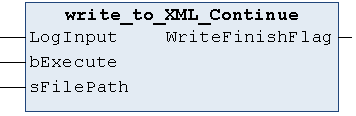 write_to_XML_Continue
LogInput WriteFinishFlag
bExecute
sFilePath